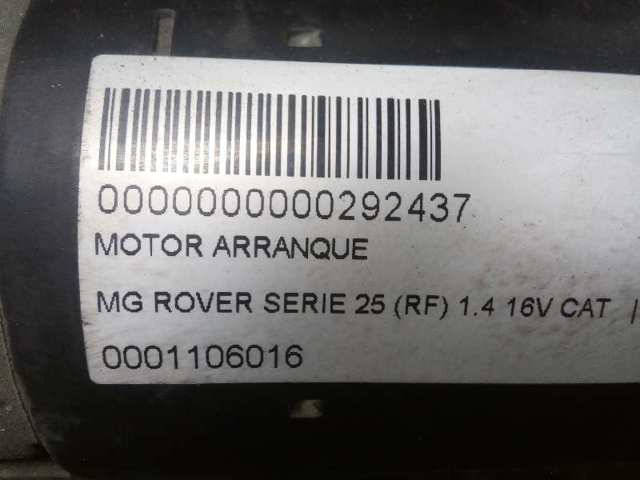 0000000000292437
MOTOR ARRANQUE
MG ROVER SERIE 25 (RF) 1.4 16V CAT |
0001106016